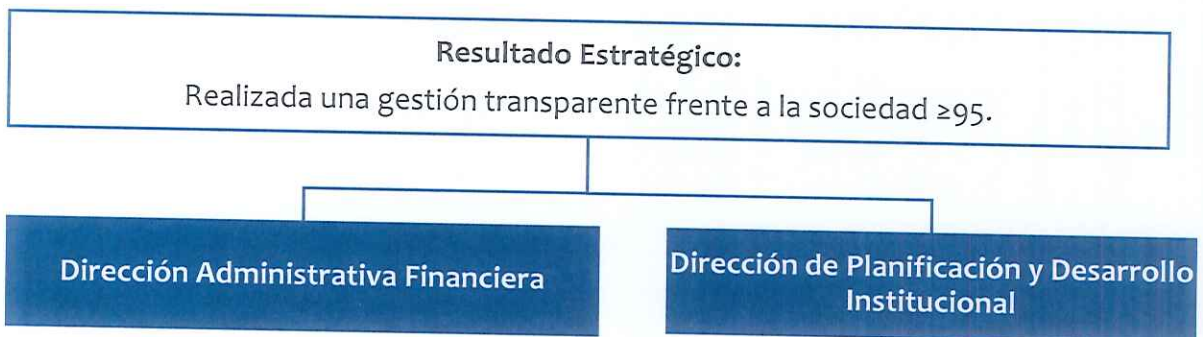 Resultado Estratégico:
Realizada una gestión transparente frente a la sociedad ≥95.
Dirección Administrativa Financiera
Dirección de Planificación y Desarrollo
Institucional